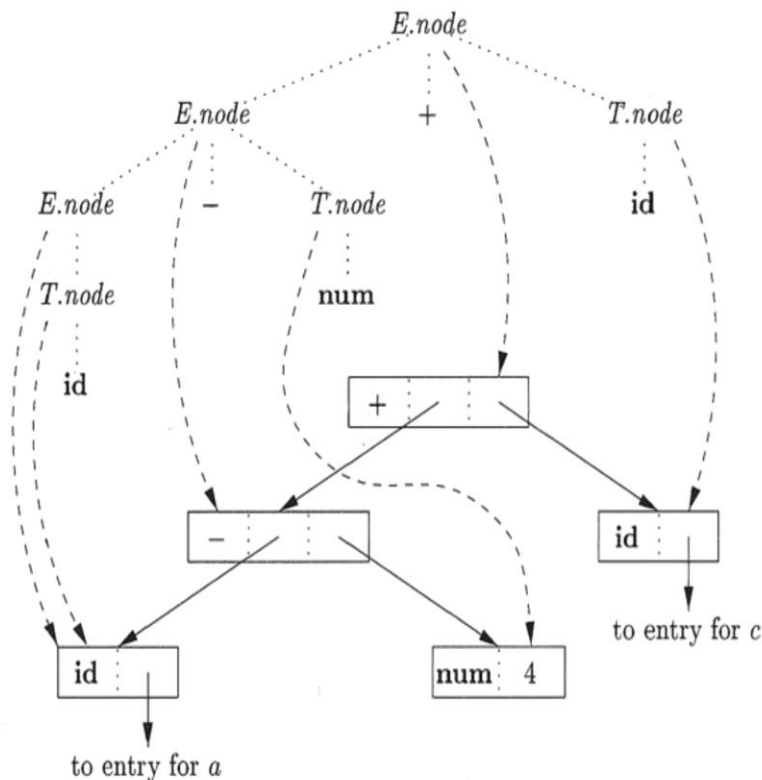 E.node
E.node + T.node
E.node – T.node id
T.node num
id
+
– id
to entry for c
id num 4
to entry for a